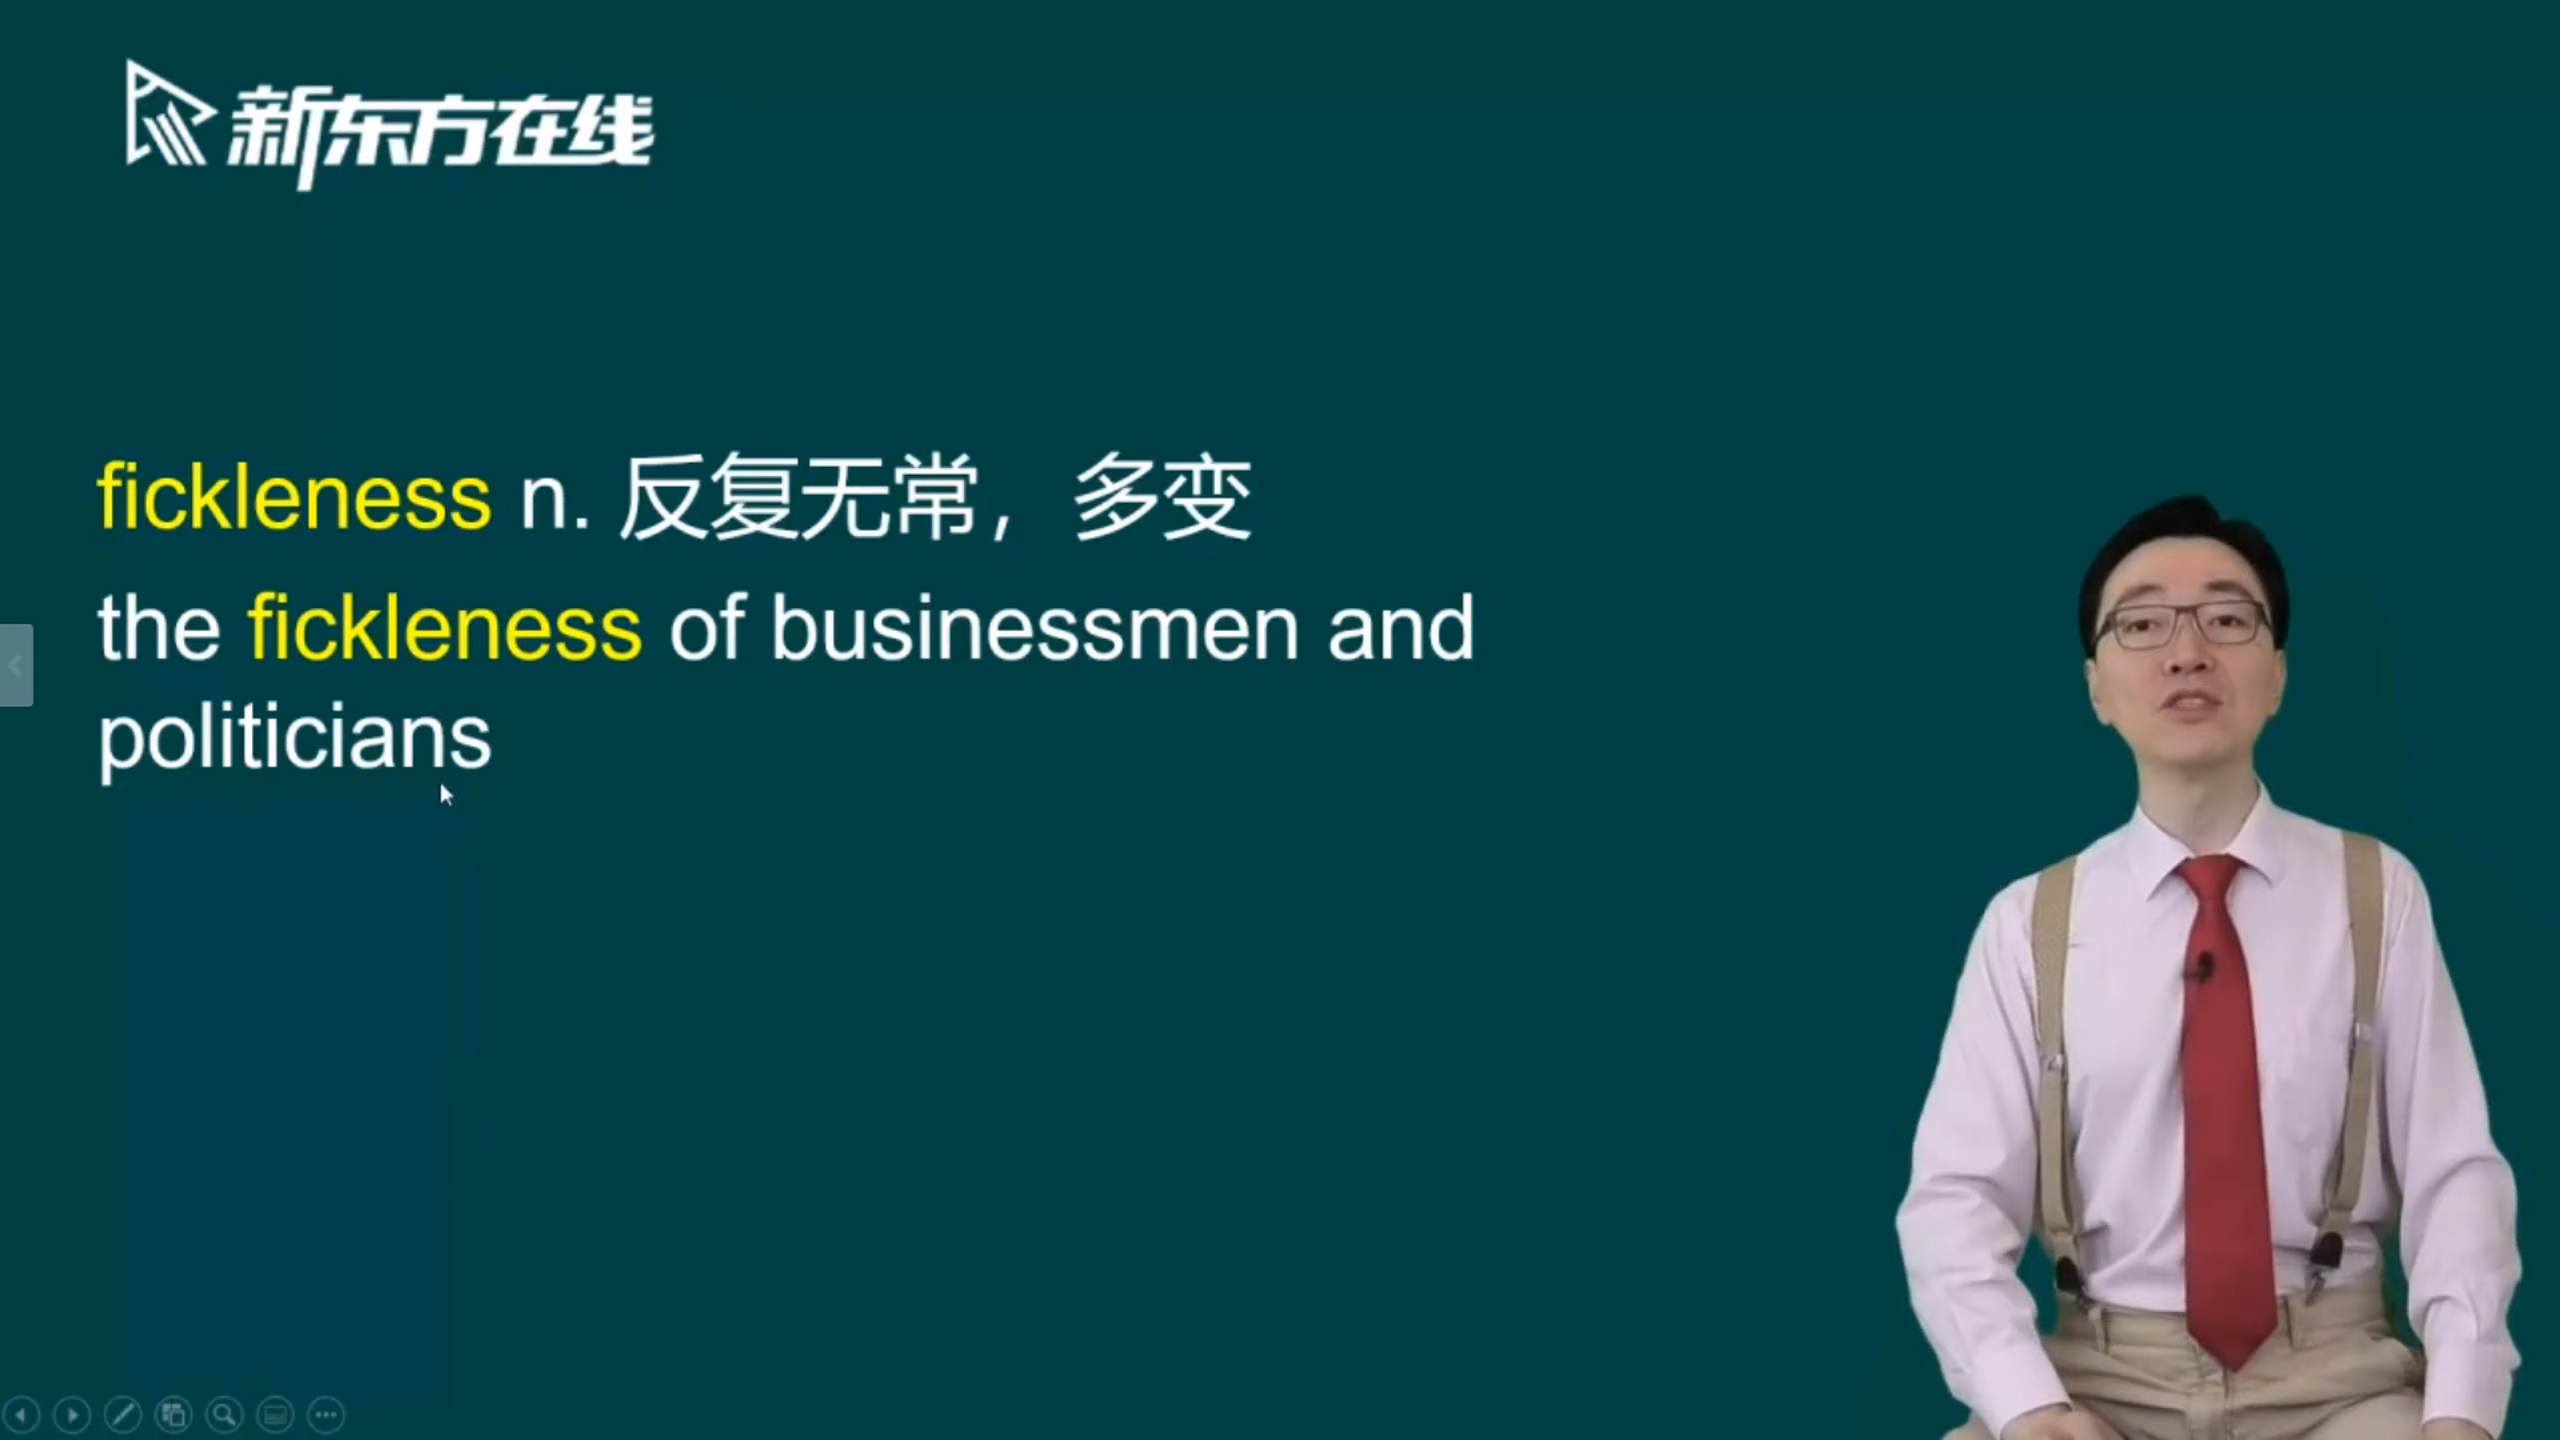 新东方在线
fickleness n. 反复无常，多变
the fickleness of businessmen and
politicians